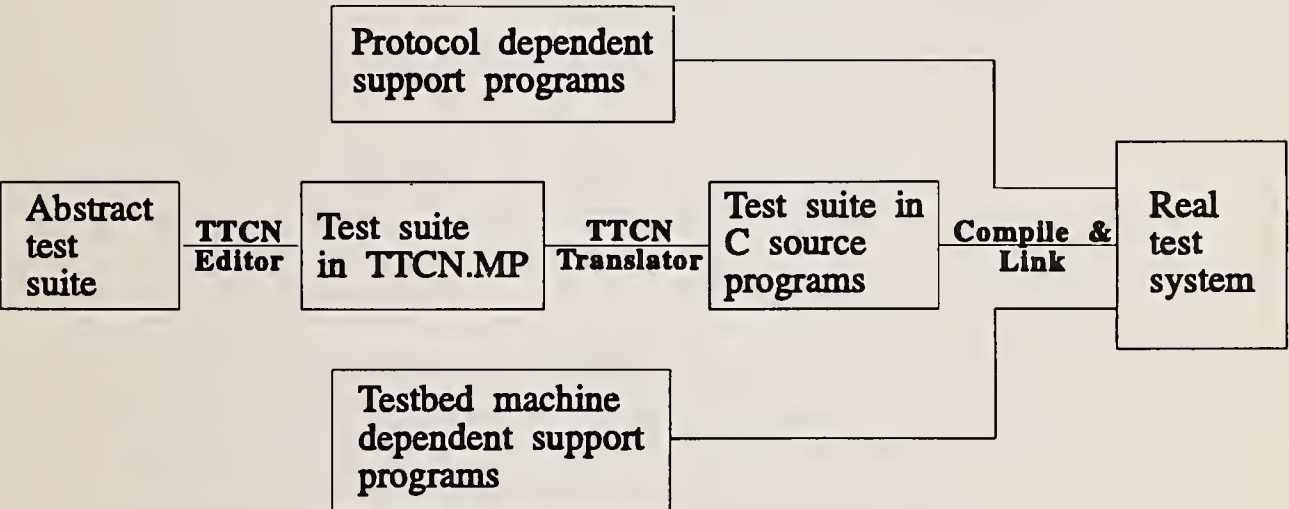 Protocol dependent
support programs
Abstract
test
suite
TTCN
Editor
Test suite
in TTCN.MP
TTCN
Translator
Test suite in
C source
programs
Compile &
Link
Real
test
system
Testbed machine
dependent support
programs